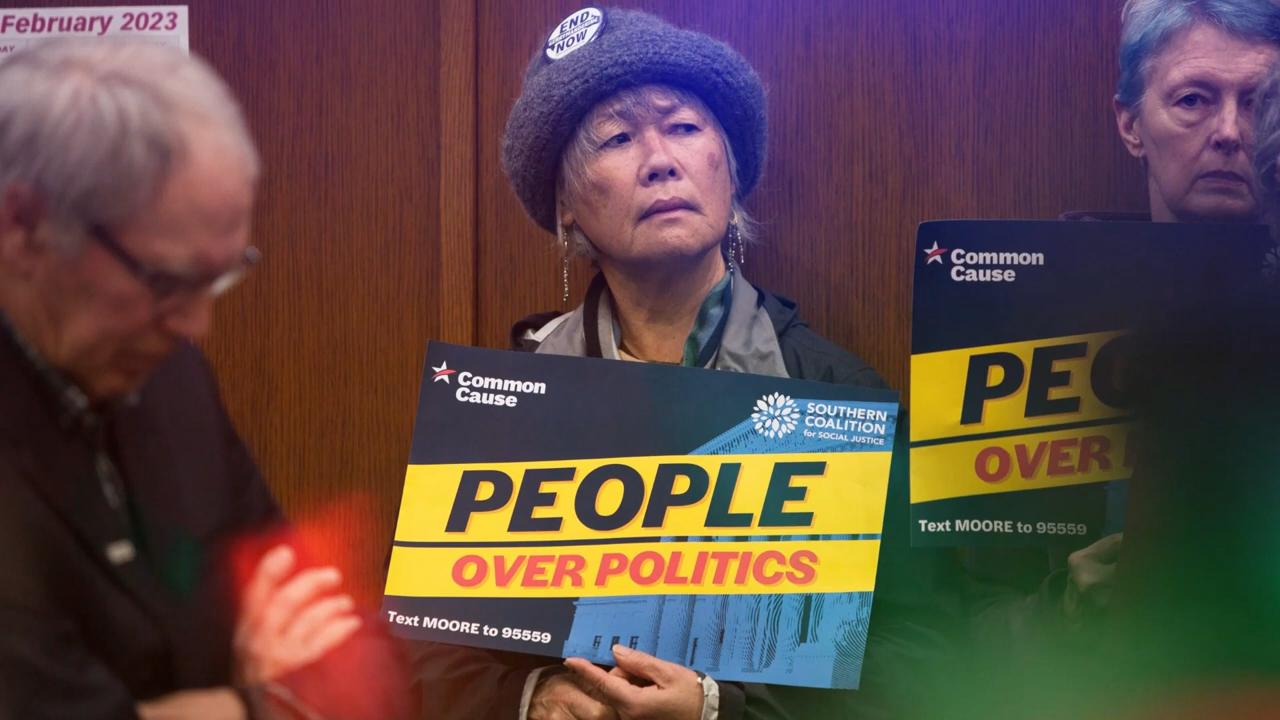 February 2023
END
NOW
Common
Cause
SOUTHERN
COALITION
for SOCIAL JUSTICE
PEOPLE
OVER POLITICS
Text MOORE to 95559
Common
Cause
PEO
OVER
Text MOORE to 95559